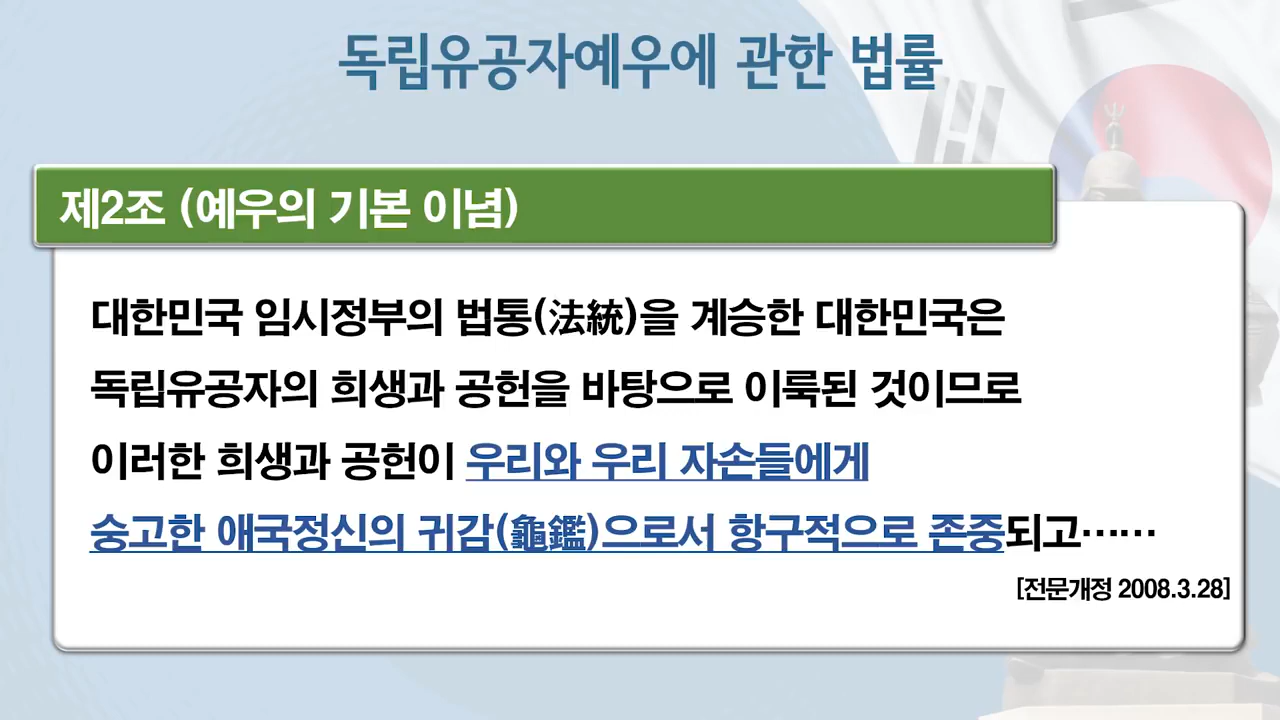 독립유공자예우에 관한 법률
제2조 (예우의 기본 이념)
대한민국 임시정부의 법통(法統)을 계승한 대한민국은
독립유공자의 희생과 공헌을 바탕으로 이룩된 것이므로
이러한 희생과 공헌이 우리와 우리 자손들에게
숭고한 애국정신의 귀감(龜鑑)으로서 항구적으로 존중되고……
[전문개정 2008.3.28]